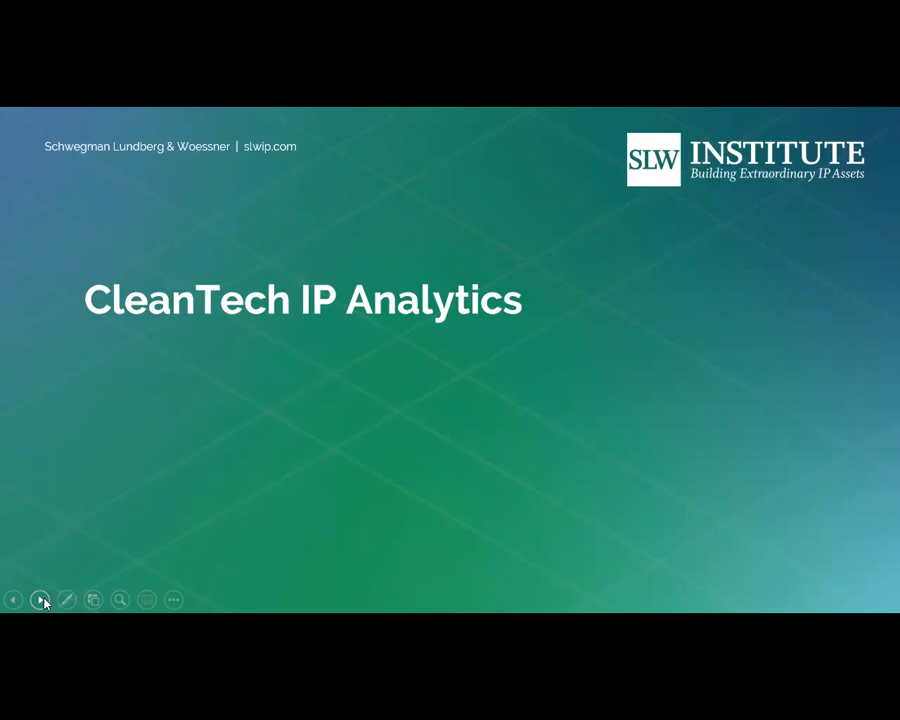 Schwegman Lundberg & Woessner | slwip.com
SLW INSTITUTE
Building Extraordinary IP Assets
CleanTech IP Analytics